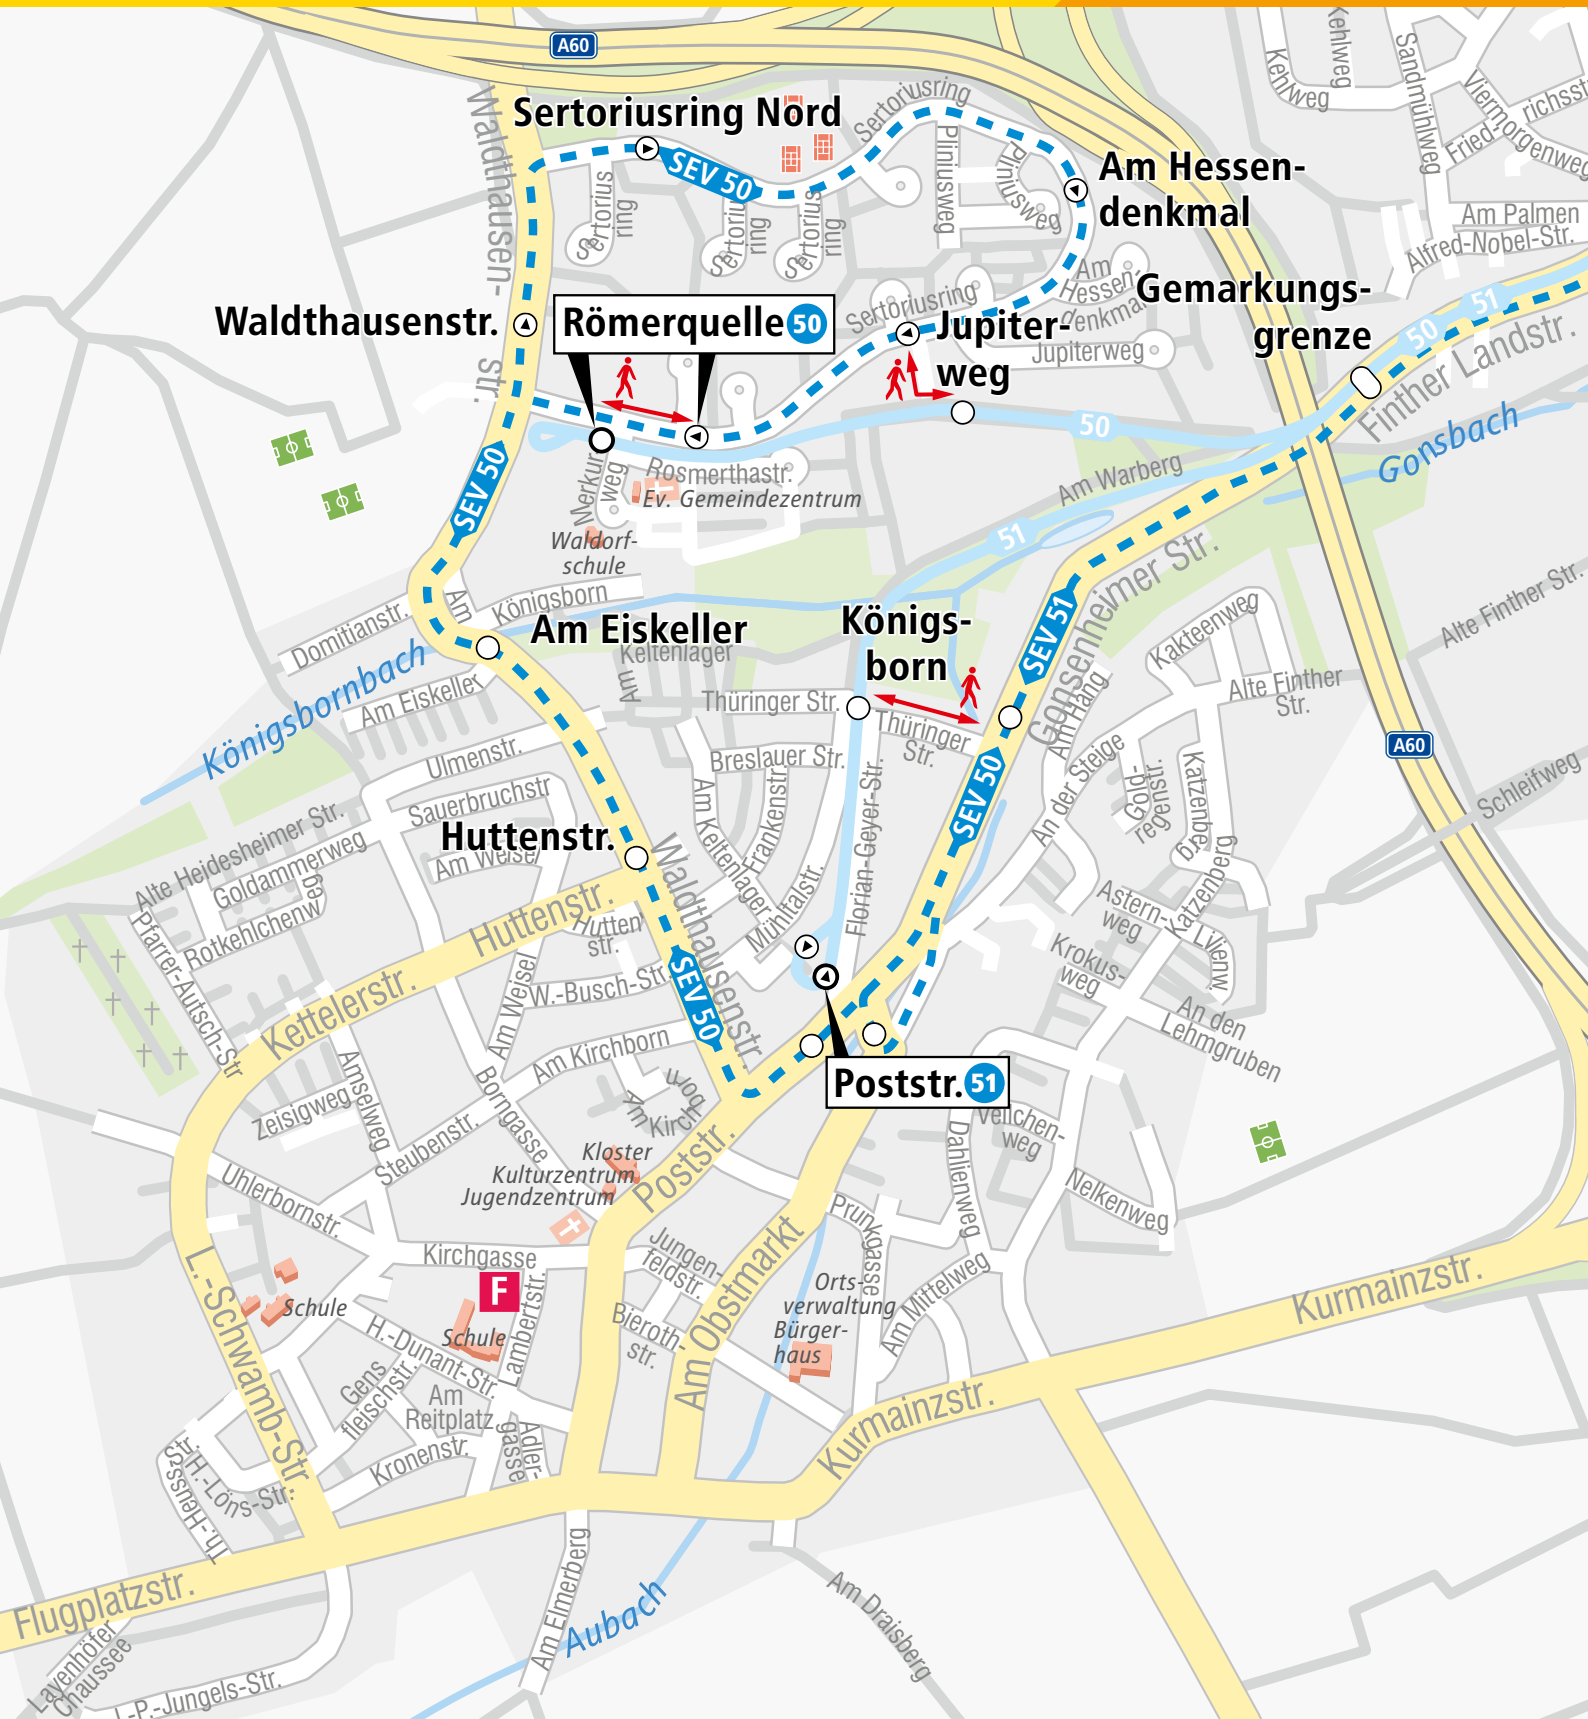 A60
Kehlweg
Kehlweg
Sandmühlweg
Viermorgenweg
Fried-
richsstr
Am Palmen
Alfred-Nobel-Str.
Waldthausen-
str.
Sertoriusring Nord
SEV 50
Sertoriusring
Pliniusweg
Pliniusweg
Am Hessen-
denkmal
Sertorius
ring
Sertorius
ring
Sertorius
ring
Am
Hessen-
denkmal
Gemarkungs-
grenze
Waldthausenstr.
Römerquelle 50
Sertoriusring
Jupiter-
weg
Jupiterweg
50
51
Finther Landstr.
Gonsbach
50
SEV 50
Merkur
weg
Rosmerthastr.
Ev. Gemeindezentrum
Waldorf-
schule
Am Warberg
51
Gonsenheimer Str.
Domitianstr.
Am
Königsborn
Königsbornbach
Am Eiskeller
Am Eiskeller
Am
Keltenlager
Königs-
born
SEV 51
Kakteenweg
Alte Finther Str.
Alte Finther
Str.
Thüringer Str.
Thüringer
Str.
Am Hang
Ulmenstr.
Breslauer Str.
A60
Schleifweg
Sauerbruchstr
Am Keltenlager
Frankenstr.
Florian-Geyer-Str.
SEV 50
An der Steige
Gold-
regenstr.
Katzenberg
Katzenberg
Huttenstr.
Am Weisel
Alte Heidesheimer Str.
Goldammerweg
Rotkehlchenweg
Pfarrer-Autsch-Str
Huttenstr.
Hutten
str.
Waldthausenstr.
Mühltalstr.
Astern-
weg
Krokus-
weg
Lilienw.
An den
Lehmgruben
Kettelerstr.
Am Weisel
W.-Busch-Str.
SEV 50
Am Kirchborn
Am
Kirch
born
Poststr. 51
Zeisigweg
Amselweg
Borngasse
Steubenstr.
Veilchen-
weg
Dahlienweg
Nelkenweg
Kloster
Kulturzentrum
Jugendzentrum
Poststr.
Uhlerbornstr.
Kirchgasse
Jungen-
feldstr.
Prunkgasse
Am Mittelweg
L.-Schwamb-Str.
Schule
F
Schule
Lambertstr.
H.-Dunant-Str.
Bieroth-
str.
Am Obstmarkt
Orts-
verwaltung
Bürger-
haus
Kurmainzstr.
Kurmainzstr.
Gens
fleischstr.
Am
Reitplatz
Kronenstr.
Adler-
gasse
Th.-Heuss-
Str.
H.-Löns-Str.
Flugplatzstr.
Am Elmerberg
Aubach
Am Draisberg
Layenhöfer
Chaussee
J.-P.-Jungels-Str.